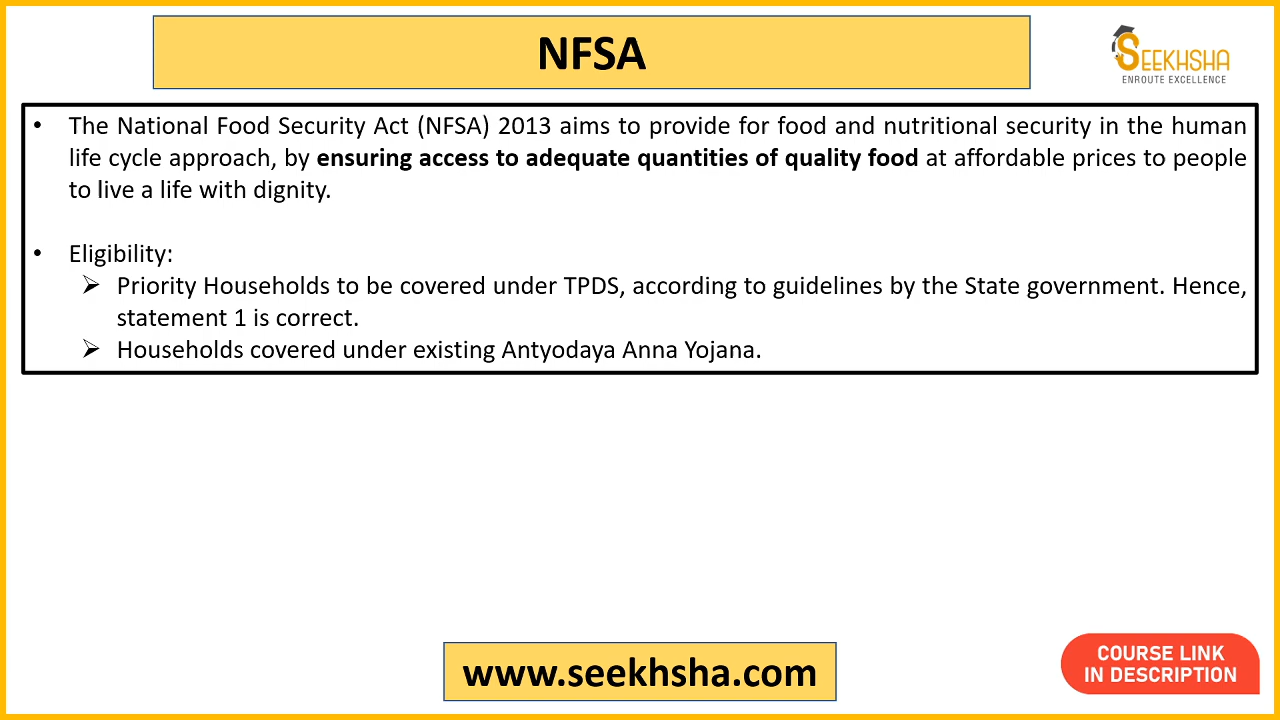 NFSA
SEEKHSHA
ENROUTE EXCELLENCE
• The National Food Security Act (NFSA) 2013 aims to provide for food and nutritional security in the human
life cycle approach, by ensuring access to adequate quantities of quality food at affordable prices to people
to live a life with dignity.
• Eligibility:
➢ Priority Households to be covered under TPDS, according to guidelines by the State government. Hence,
statement 1 is correct.
➢ Households covered under existing Antyodaya Anna Yojana.
www.seekhsha.com
COURSE LINK
IN DESCRIPTION